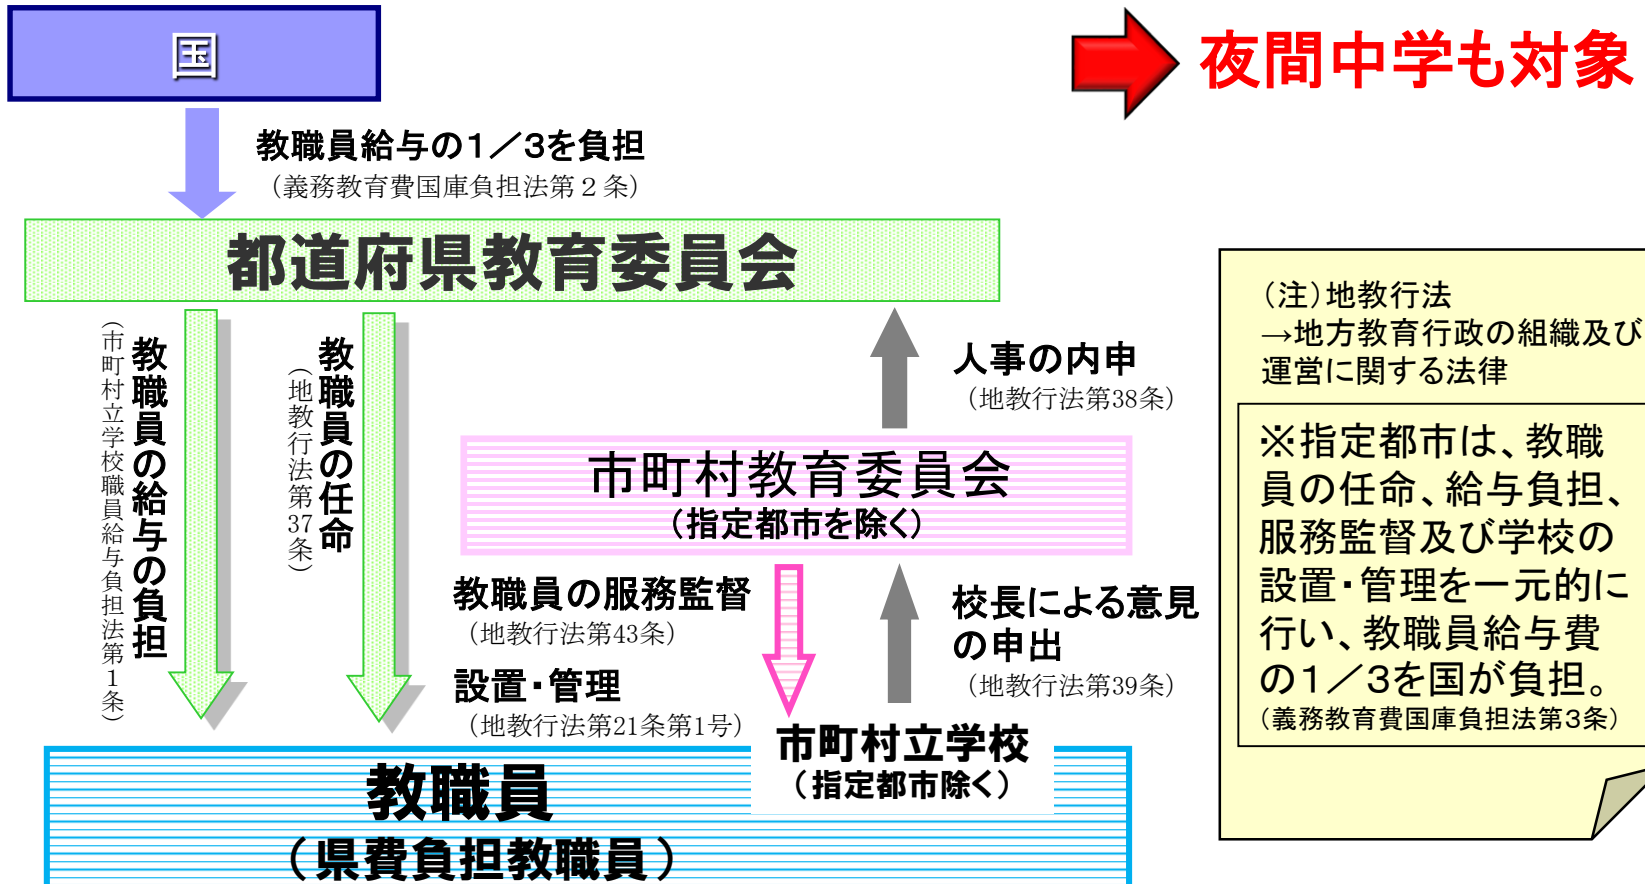 国
夜間中学も対象
教職員給与の1／3を負担
（義務教育費国庫負担法第２条）
都道府県教育委員会
教職員の給与の負担
（市町村立学校職員給与負担法第１条）
教職員の任命
（地教行法第37条）
人事の内申
（地教行法第38条）
市町村教育委員会
（指定都市を除く）
教職員の服務監督
（地教行法第43条）
設置・管理
（地教行法第21条第1号）
校長による意見
の申出
（地教行法第39条）
市町村立学校
（指定都市除く）
教職員
（県費負担教職員）
（注）地教行法
→地方教育行政の組織及び
運営に関する法律
※指定都市は、教職
員の任命、給与負担、
服務監督及び学校の
設置・管理を一元的に
行い、教職員給与費
の1／3を国が負担。
（義務教育費国庫負担法第3条）